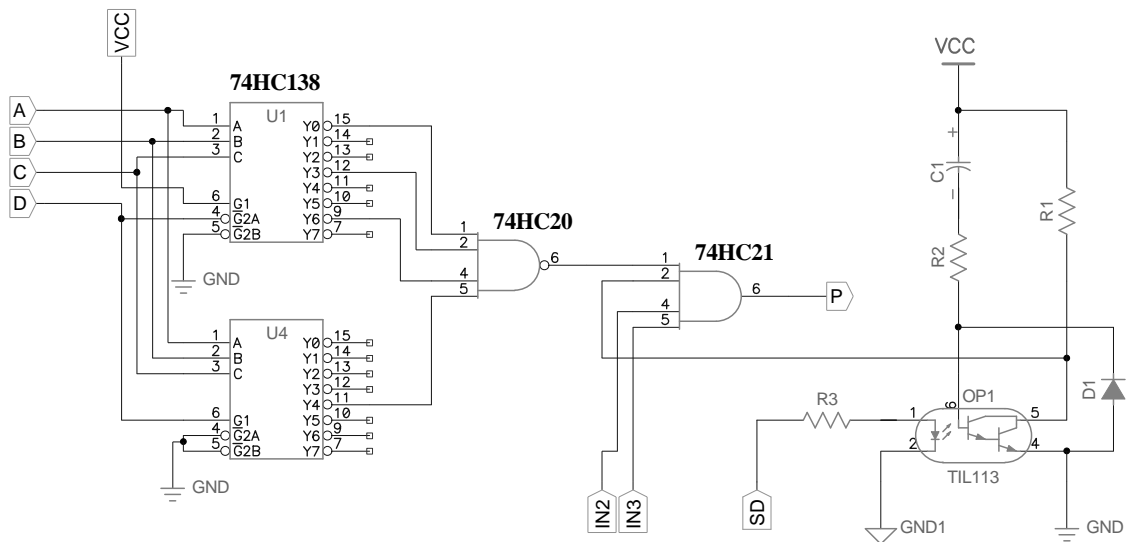 VCC
VCC
74HC138
A
B
C
D
U1
1 A
2 B
3 C
6 G1
4 G2A
5 G2B
Y0 15
Y1 14
Y2 13
Y3 12
Y4 11
Y5 10
Y6 9
Y7 7
GND
74HC20
1
2
4
5
6
74HC21
1
2
4
5
6
P
U4
1 A
2 B
3 C
6 G1
4 G2A
5 G2B
Y0 15
Y1 14
Y2 13
Y3 12
Y4 11
Y5 10
Y6 9
Y7 7
GND
IN2
IN3
SD
+
C1
−
R2
R1
D1
R3
OP1
1
2
6
5
4
TIL113
GND1
GND